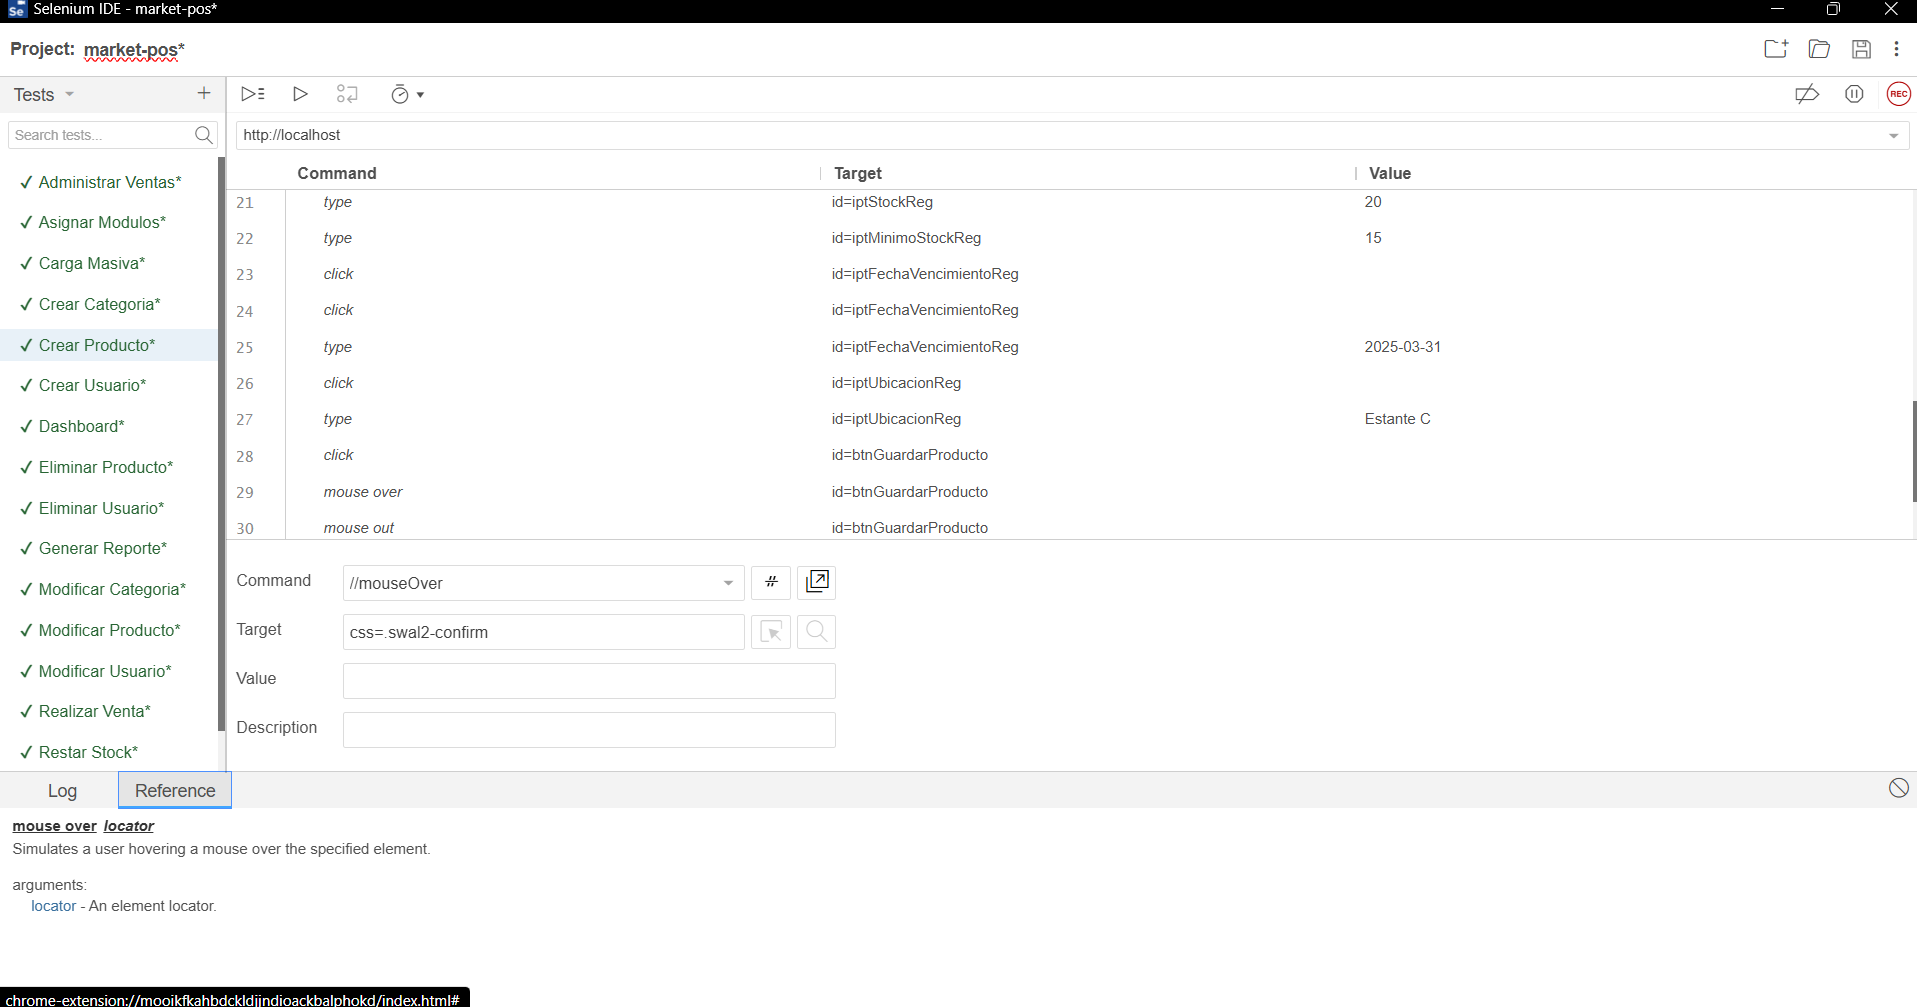 Selenium IDE - market-pos*
Project: market-pos*
Tests
Search tests...
http://localhost
REC
✓ Administrar Ventas*
✓ Asignar Modulos*
✓ Carga Masiva*
✓ Crear Categoria*
✓ Crear Producto*
✓ Crear Usuario*
✓ Dashboard*
✓ Eliminar Producto*
✓ Eliminar Usuario*
✓ Generar Reporte*
✓ Modificar Categoria*
✓ Modificar Producto*
✓ Modificar Usuario*
✓ Realizar Venta*
✓ Restar Stock*
Command Target Value
21 type id=iptStockReg 20
22 type id=iptMinimoStockReg 15
23 click id=iptFechaVencimientoReg
24 click id=iptFechaVencimientoReg
25 type id=iptFechaVencimientoReg 2025-03-31
26 click id=iptUbicacionReg
27 type id=iptUbicacionReg Estante C
28 click id=btnGuardarProducto
29 mouse over id=btnGuardarProducto
30 mouse out id=btnGuardarProducto
Command //mouseOver //
Target css=.swal2-confirm
Value
Description
Log Reference
mouse over locator
Simulates a user hovering a mouse over the specified element.
arguments:
locator - An element locator.
chrome-extension://mooikfkahbdckldjjndioackbalphokd/index.html#